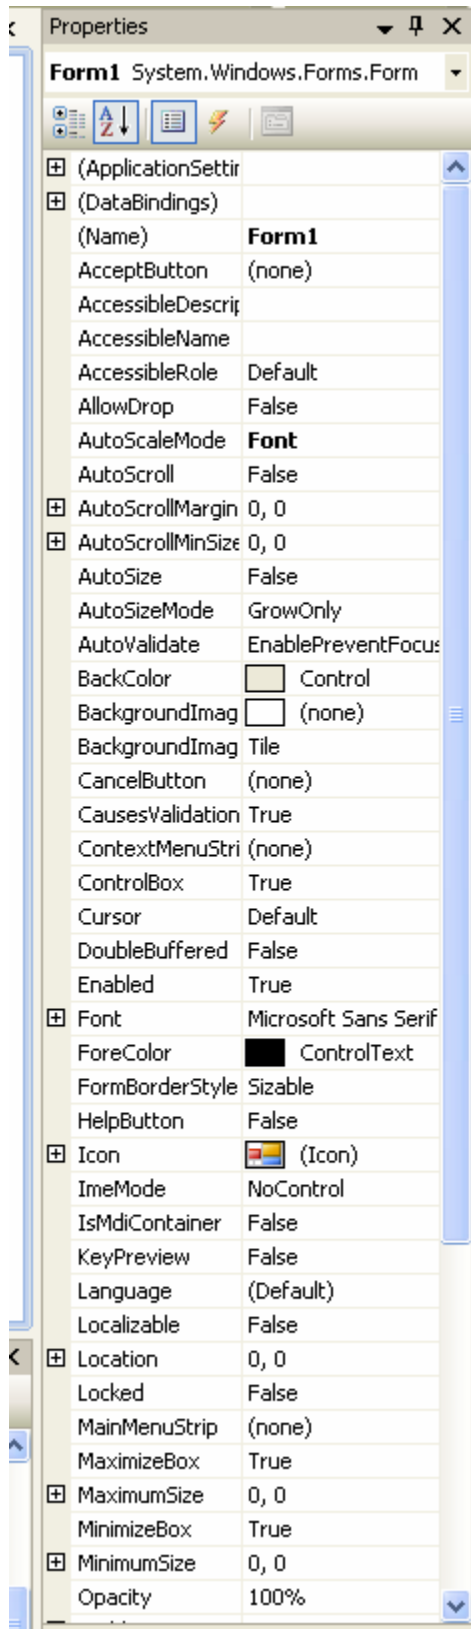 Properties
Form1 System.Windows.Forms.Form
(ApplicationSettir
(DataBindings)
(Name) Form1
AcceptButton (none)
AccessibleDescrip
AccessibleName
AccessibleRole Default
AllowDrop False
AutoScaleMode Font
AutoScroll False
AutoScrollMargin 0, 0
AutoScrollMinSize 0, 0
AutoSize False
AutoSizeMode GrowOnly
AutoValidate EnablePreventFocus
BackColor Control
BackgroundImag (none)
BackgroundImag Tile
CancelButton (none)
CausesValidation True
ContextMenuStri (none)
ControlBox True
Cursor Default
DoubleBuffered False
Enabled True
Font Microsoft Sans Serif
ForeColor ControlText
FormBorderStyle Sizable
HelpButton False
Icon (Icon)
ImeMode NoControl
IsMdiContainer False
KeyPreview False
Language (Default)
Localizable False
Location 0, 0
Locked False
MainMenuStrip (none)
MaximizeBox True
MaximumSize 0, 0
MinimizeBox True
MinimumSize 0, 0
Opacity 100%